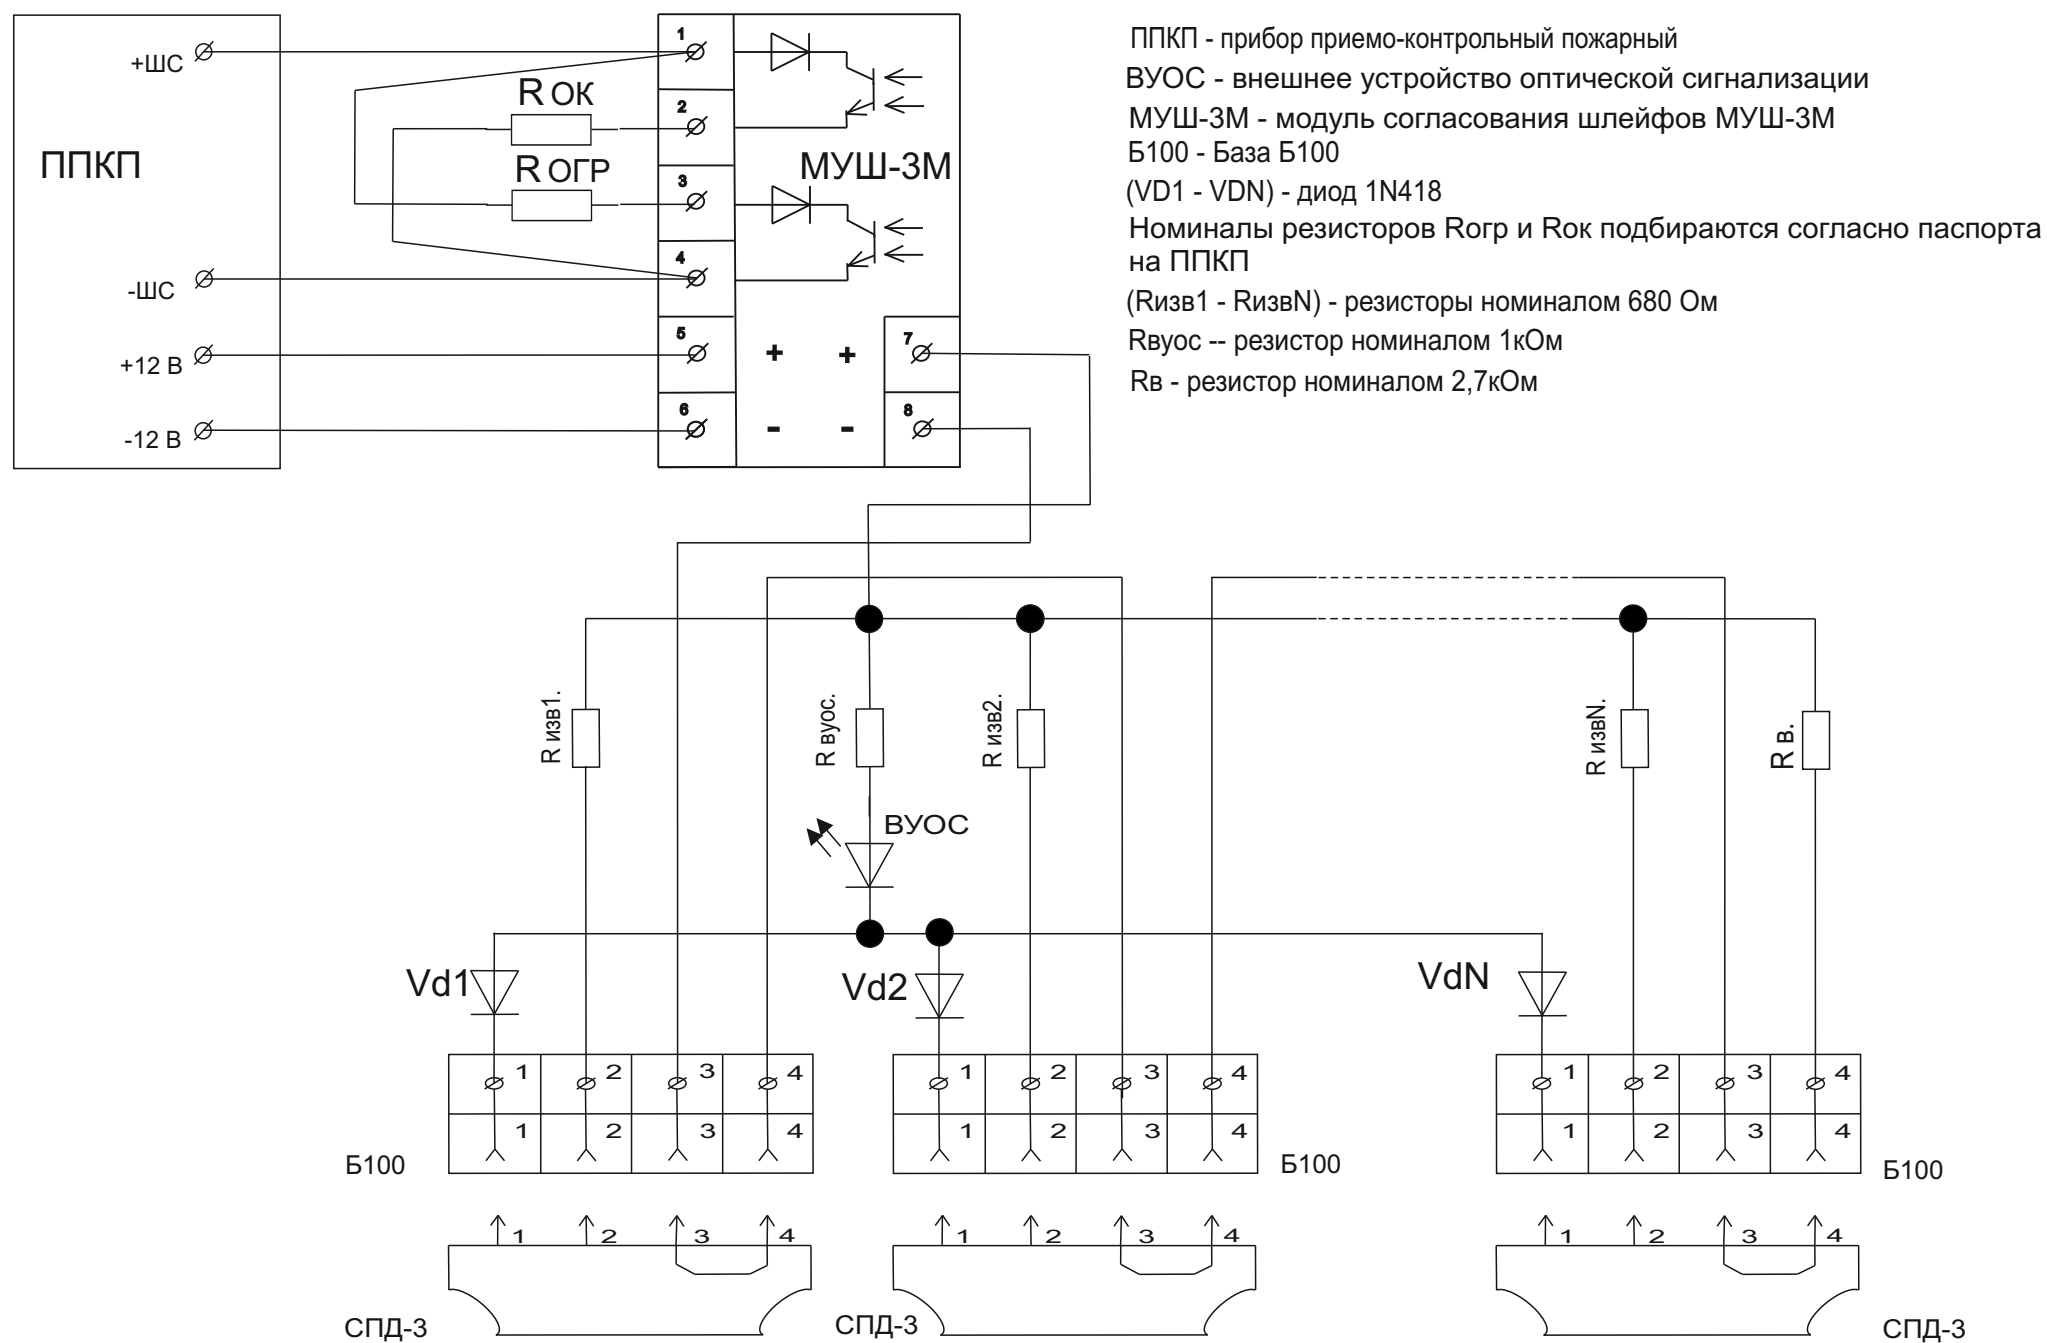 ППКП - прибор приемо-контрольный пожарный
ВУОС - внешнее устройство оптической сигнализации
МУШ-3М - модуль согласования шлейфов МУШ-3М
Б100 - База Б100
(VD1 - VDN) - диод 1N418
Номиналы резисторов Rогр и Rок подбираются согласно паспорта
на ППКП
(Rизв1 - RизвN) - резисторы номиналом 680 Ом
Rвуос -- резистор номиналом 1кОм
Rв - резистор номиналом 2,7кОм
ППКП
+ШС
-ШС
+12 В
-12 В
R ОК
R ОГР
МУШ-3М
1
2
3
4
5
6
+ +
- -
7
8
R изв1.
R вуос.
R изв2.
R извN.
R в.
ВУОС
Vd1
Vd2
VdN
1 2 3 4
1 2 3 4
Б100
1 2 3 4
1 2 3 4
Б100
1 2 3 4
1 2 3 4
Б100
1 2 3 4
СПД-3
1 2 3 4
СПД-3
1 2 3 4
СПД-3